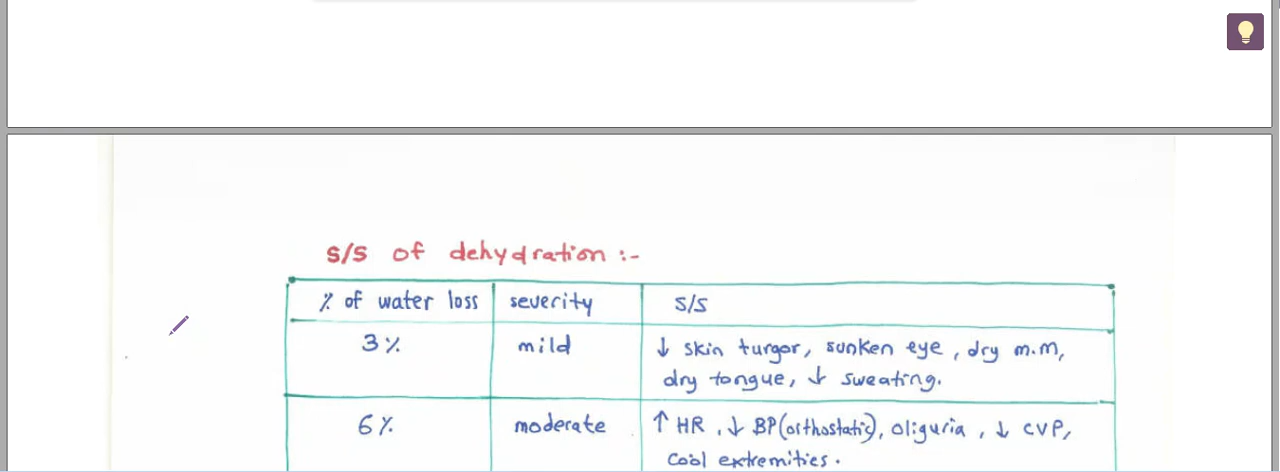 S/S of dehydration :-
% of water loss severity S/S
3% mild ↓ skin turgor, sunken eye, dry m.m,
dry tongue, ↓ sweating.
6% moderate ↑ HR, ↓ BP(orthostatic), oliguria, ↓ CVP,
Cool extremities.